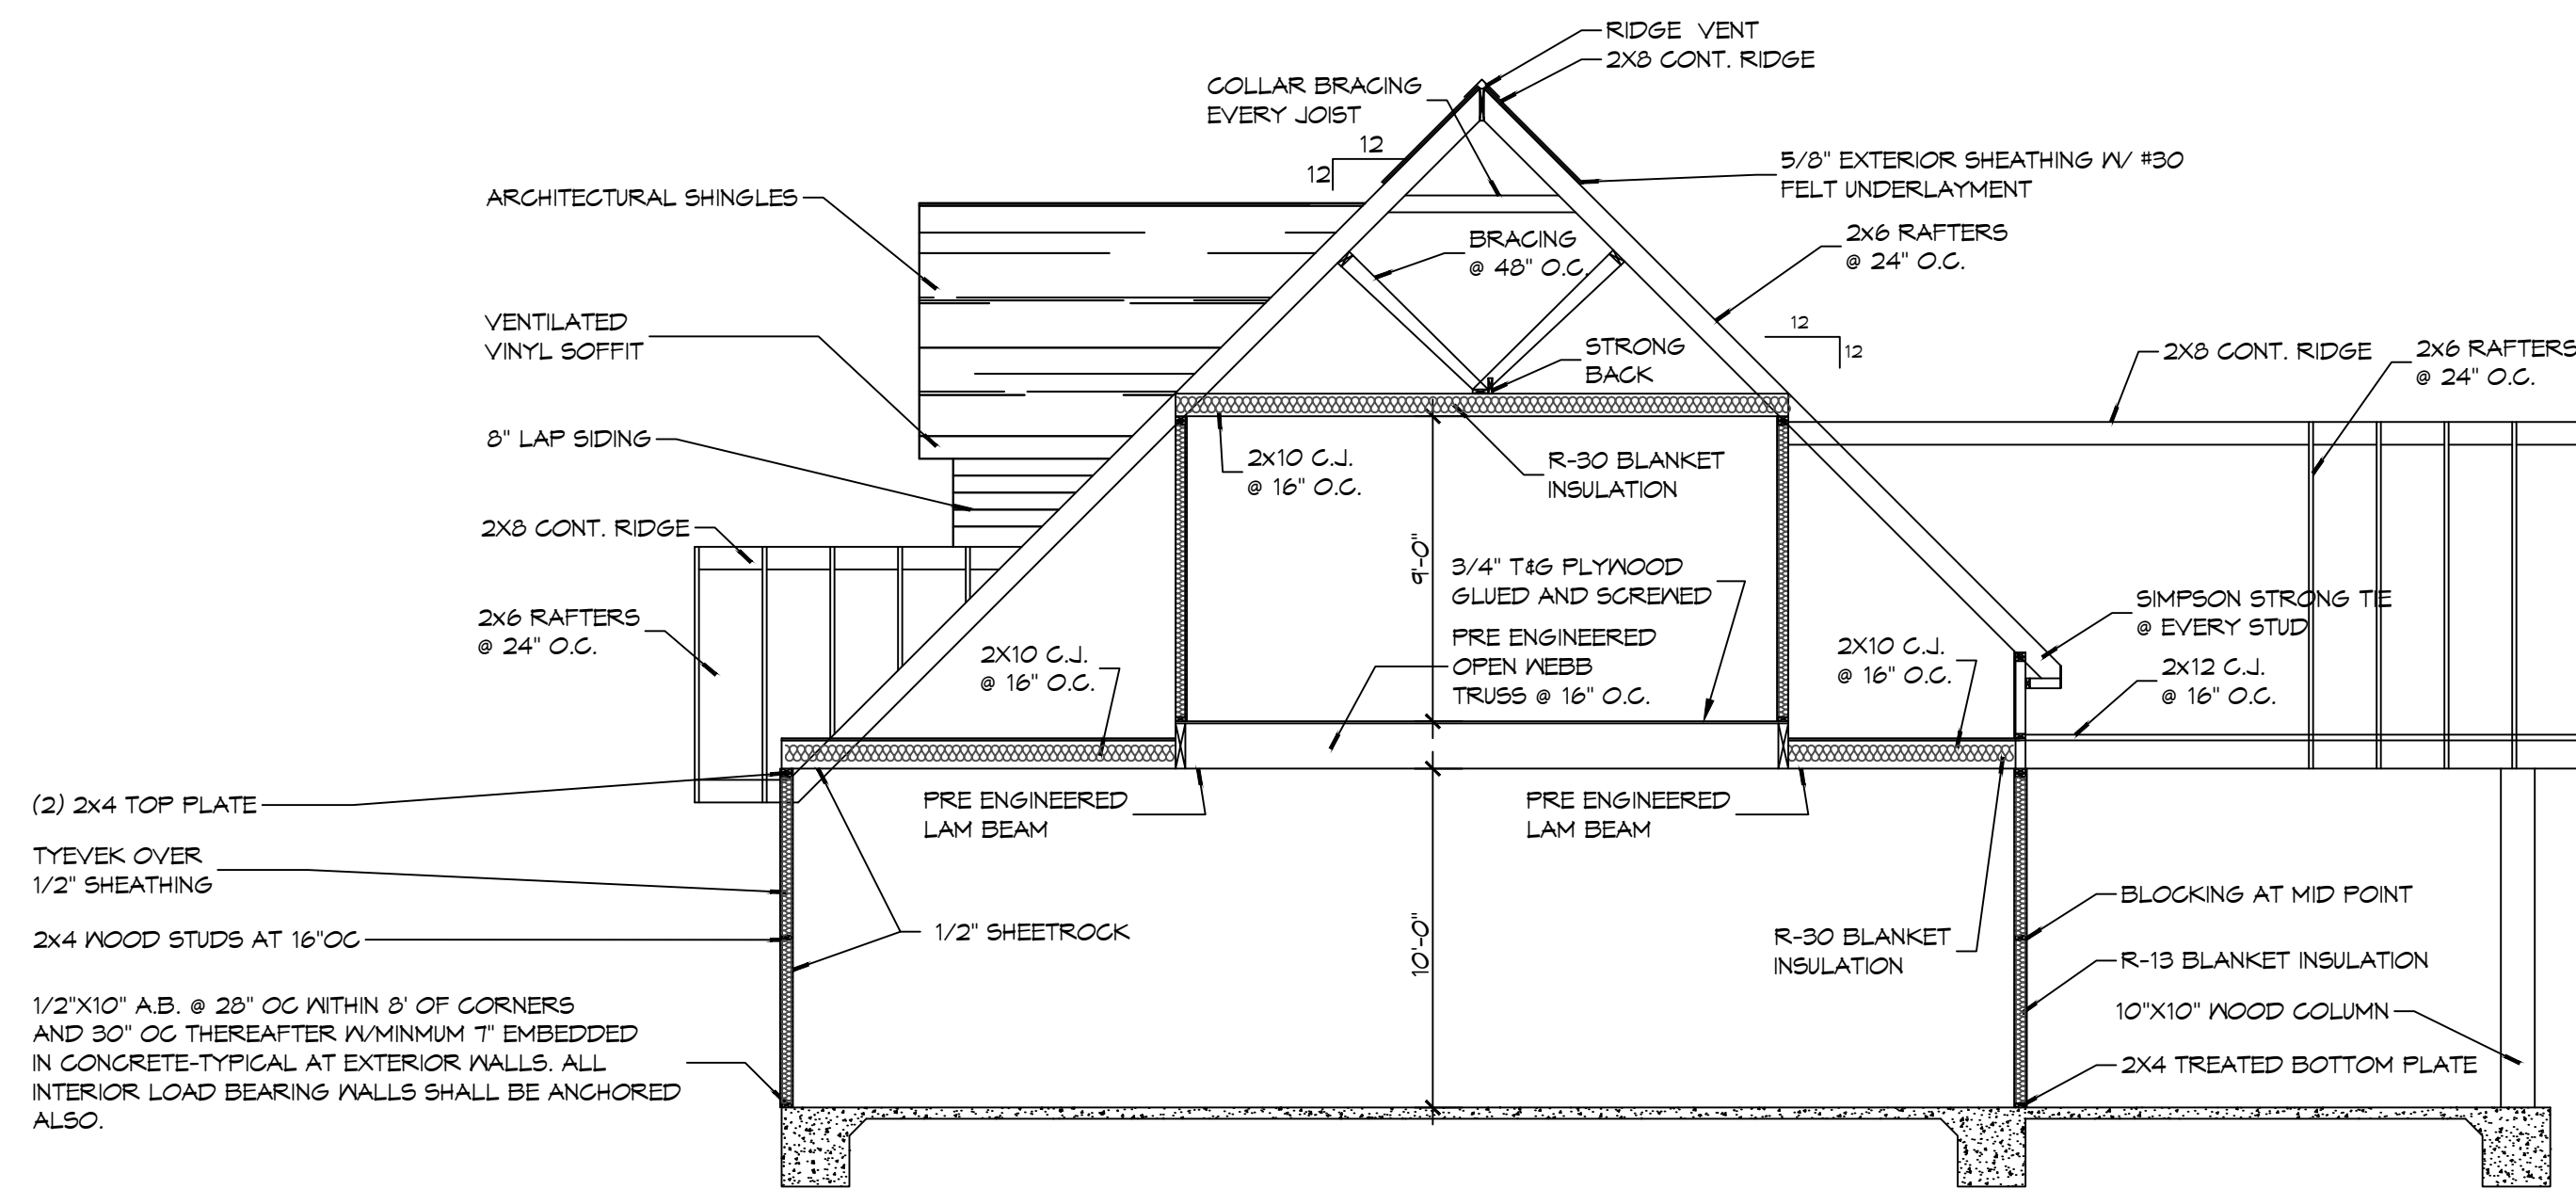 RIDGE VENT
2X8 CONT. RIDGE
COLLAR BRACING
EVERY JOIST
12
12
5/8" EXTERIOR SHEATHING W/ #30
FELT UNDERLAYMENT
ARCHITECTURAL SHINGLES
BRACING
@ 48" O.C.
2x6 RAFTERS
@ 24" O.C.
VENTILATED
VINYL SOFFIT
STRONG
BACK
12
12
2X8 CONT. RIDGE
2x6 RAFTERS
@ 24" O.C.
8" LAP SIDING
2x10 C.J.
@ 16" O.C.
R-30 BLANKET
INSULATION
2X8 CONT. RIDGE
9'-0"
3/4" T&G PLYWOOD
GLUED AND SCREWED
2x6 RAFTERS
@ 24" O.C.
PRE ENGINEERED
OPEN WEBB
TRUSS @ 16" O.C.
SIMPSON STRONG TIE
@ EVERY STUD
2X10 C.J.
@ 16" O.C.
2X10 C.J.
@ 16" O.C.
2x12 C.J.
@ 16" O.C.
(2) 2x4 TOP PLATE
PRE ENGINEERED
LAM BEAM
PRE ENGINEERED
LAM BEAM
TYEVEK OVER
1/2" SHEATHING
BLOCKING AT MID POINT
2x4 WOOD STUDS AT 16"OC
1/2" SHEETROCK
10'-0"
R-30 BLANKET
INSULATION
R-13 BLANKET INSULATION
1/2"X10" A.B. @ 28" OC WITHIN 8' OF CORNERS
AND 30" OC THEREAFTER W/MINMUM 7" EMBEDDED
IN CONCRETE-TYPICAL AT EXTERIOR WALLS. ALL
INTERIOR LOAD BEARING WALLS SHALL BE ANCHORED
ALSO.
10"X10" WOOD COLUMN
2X4 TREATED BOTTOM PLATE